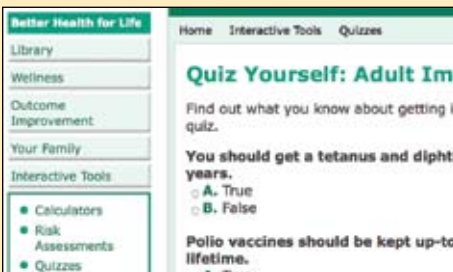 Better Health for Life
Library
Wellness
Outcome
Improvement
Your Family
Interactive Tools
Calculators
Risk
Assessments
Quizzes
Home Interactive Tools Quizzes
Quiz Yourself: Adult Im
Find out what you know about getting
quiz.
You should get a tetanus and dipht
years.
A. True
B. False
Polio vaccines should be kept up-to
lifetime.